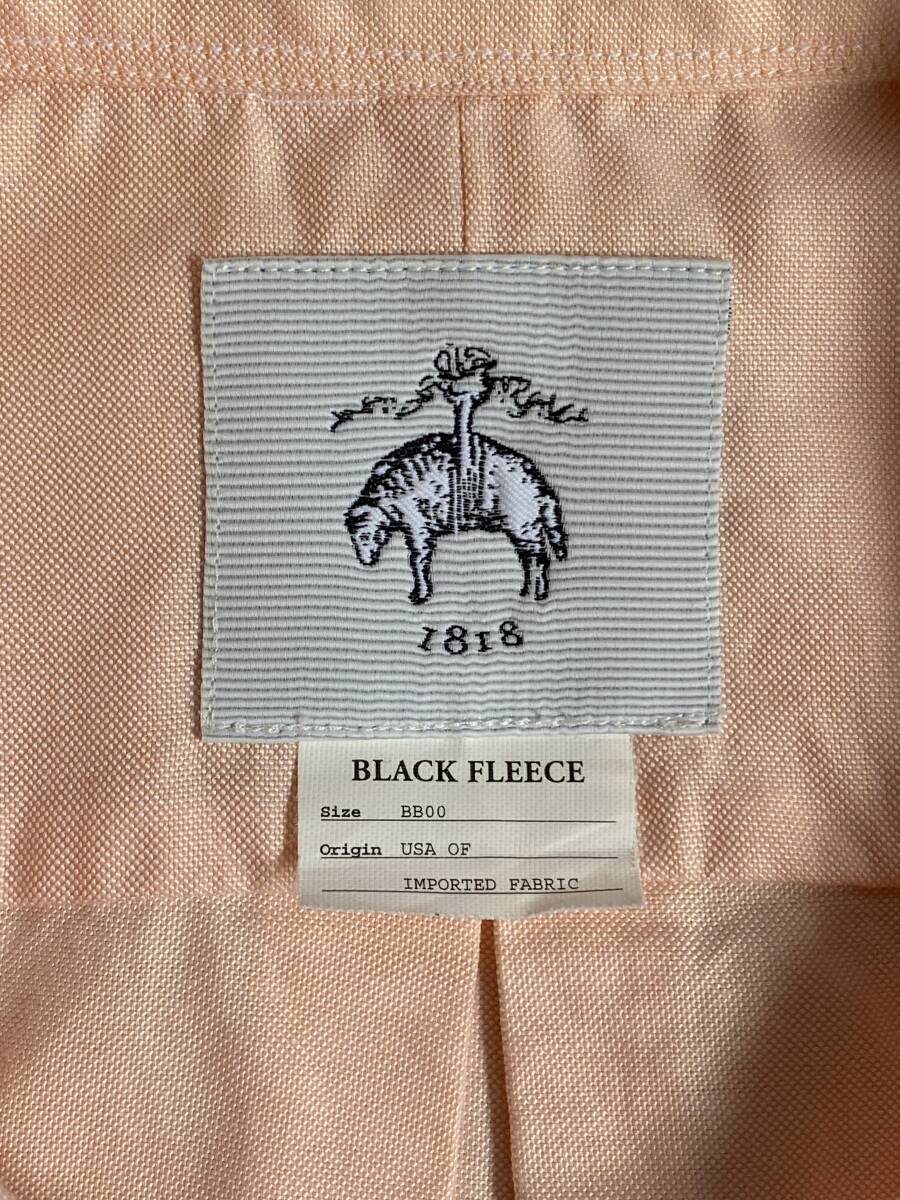 1818
BLACK FLEECE
Size BB00
Origin USA OF
IMPORTED FABRIC